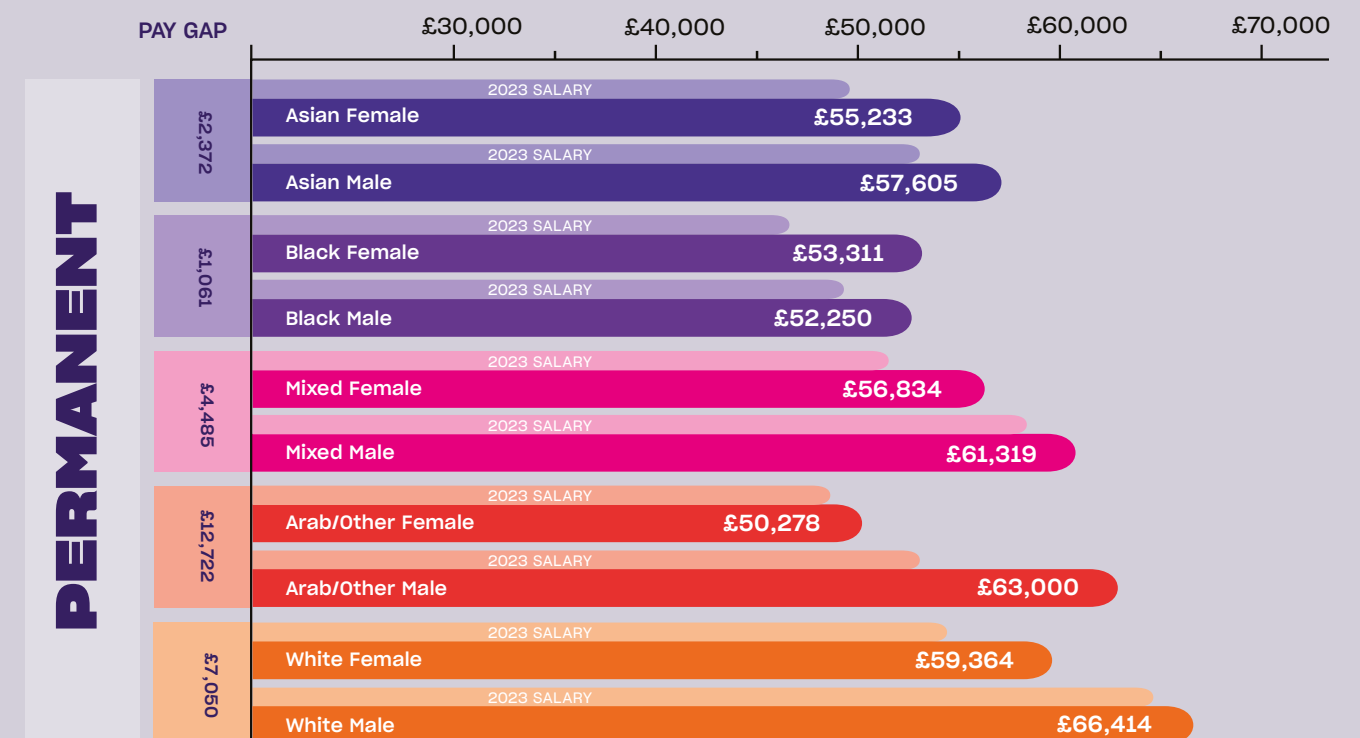 PAY GAP
£30,000
£40,000
£50,000
£60,000
£70,000
PERMANENT
£2,372
2023 SALARY
Asian Female £55,233
2023 SALARY
Asian Male £57,605
£1,061
2023 SALARY
Black Female £53,311
2023 SALARY
Black Male £52,250
£4,485
2023 SALARY
Mixed Female £56,834
2023 SALARY
Mixed Male £61,319
£12,722
2023 SALARY
Arab/Other Female £50,278
2023 SALARY
Arab/Other Male £63,000
£7,050
2023 SALARY
White Female £59,364
2023 SALARY
White Male £66,414